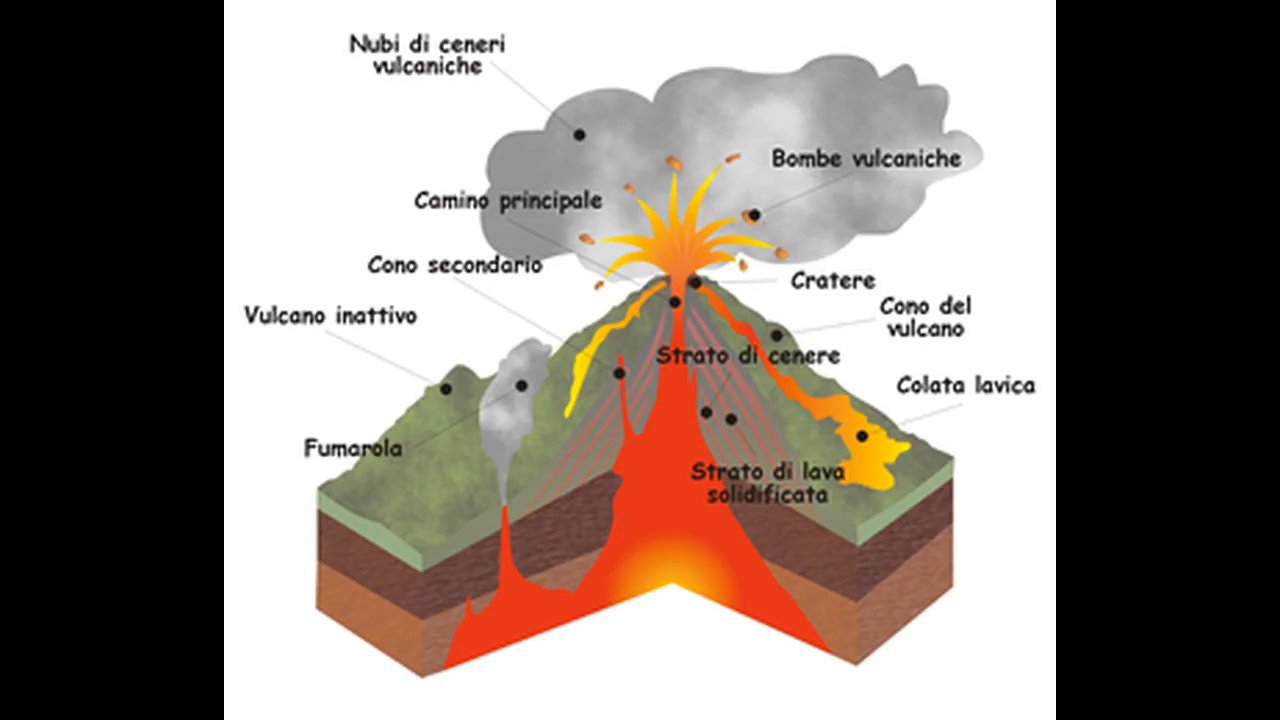 Nubi di ceneri
vulcaniche
Bombe vulcaniche
Camino principale
Cono secondario
Cratere
Vulcano inattivo
Cono del
vulcano
Strato di cenere
Colata lavica
Fumarola
Strato di lava
solidificata